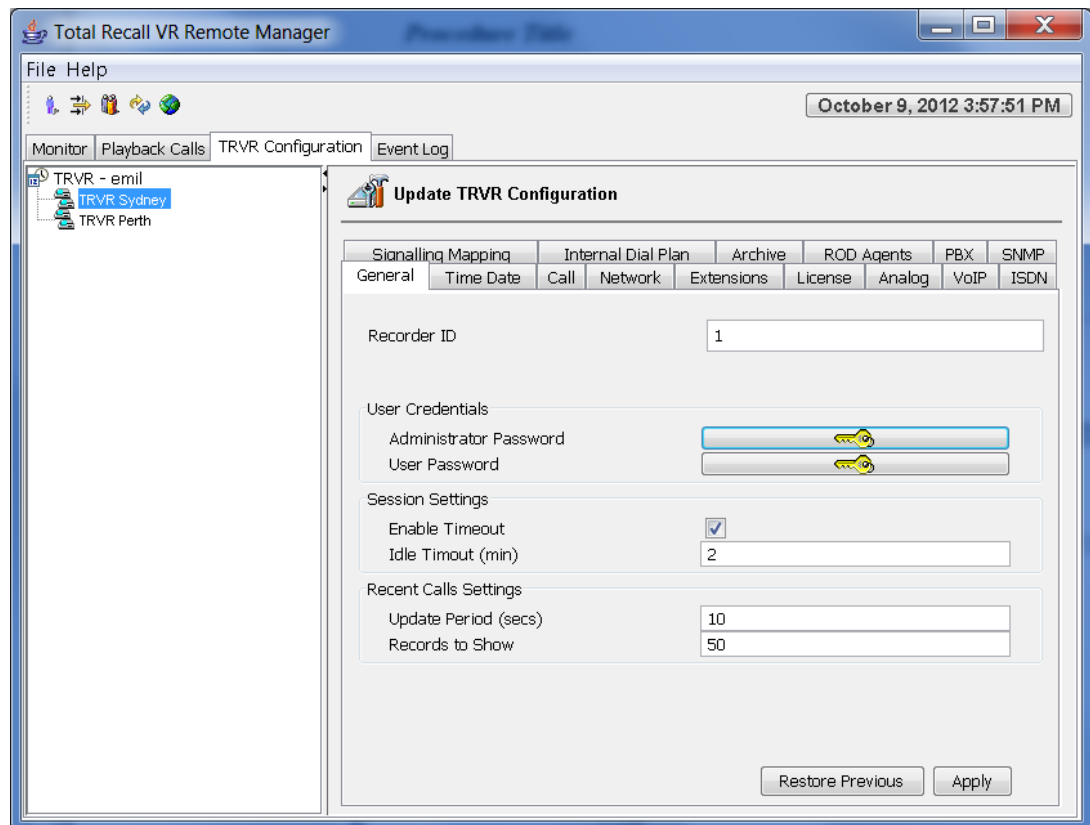 Total Recall VR Remote Manager
Procedure Title
File Help
October 9, 2012 3:57:51 PM
Monitor Playback Calls TRVR Configuration Event Log
TRVR - emil
TRVR Sydney
TRVR Perth
Update TRVR Configuration
Signalling Mapping Internal Dial Plan Archive ROD Agents PBX SNMP
General Time Date Call Network Extensions License Analog VoIP ISDN
Recorder ID 1
User Credentials
Administrator Password
User Password
Session Settings
Enable Timeout
Idle Timout (min) 2
Recent Calls Settings
Update Period (secs) 10
Records to Show 50
Restore Previous Apply